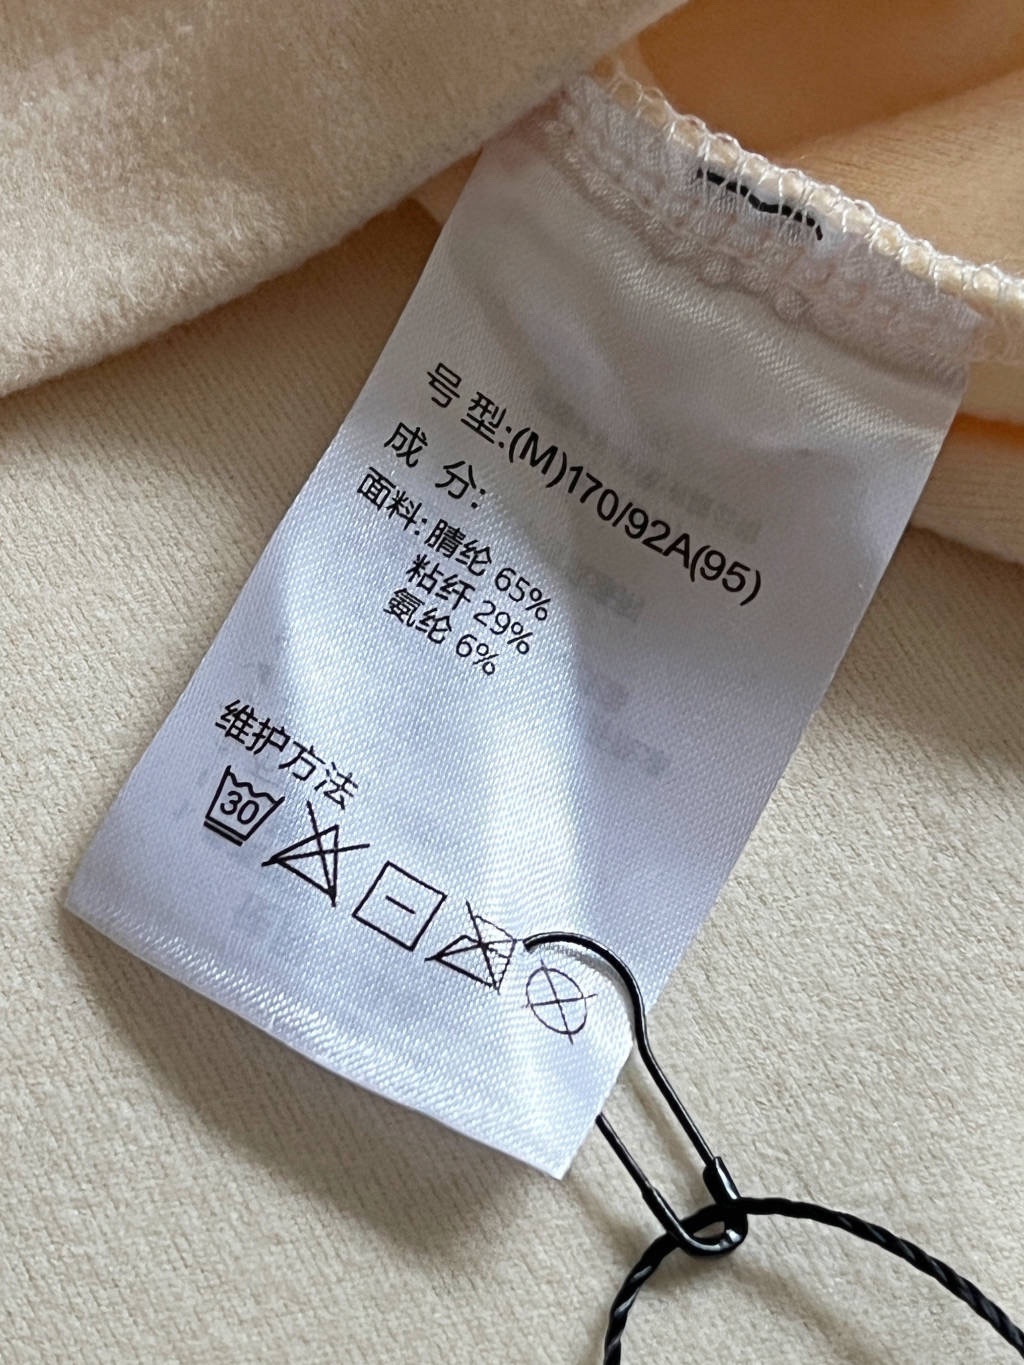 号 型:(M)170/92A(95)
成 分:
面料:腈纶 65%
粘纤 29%
氨纶 6%
维护方法
30